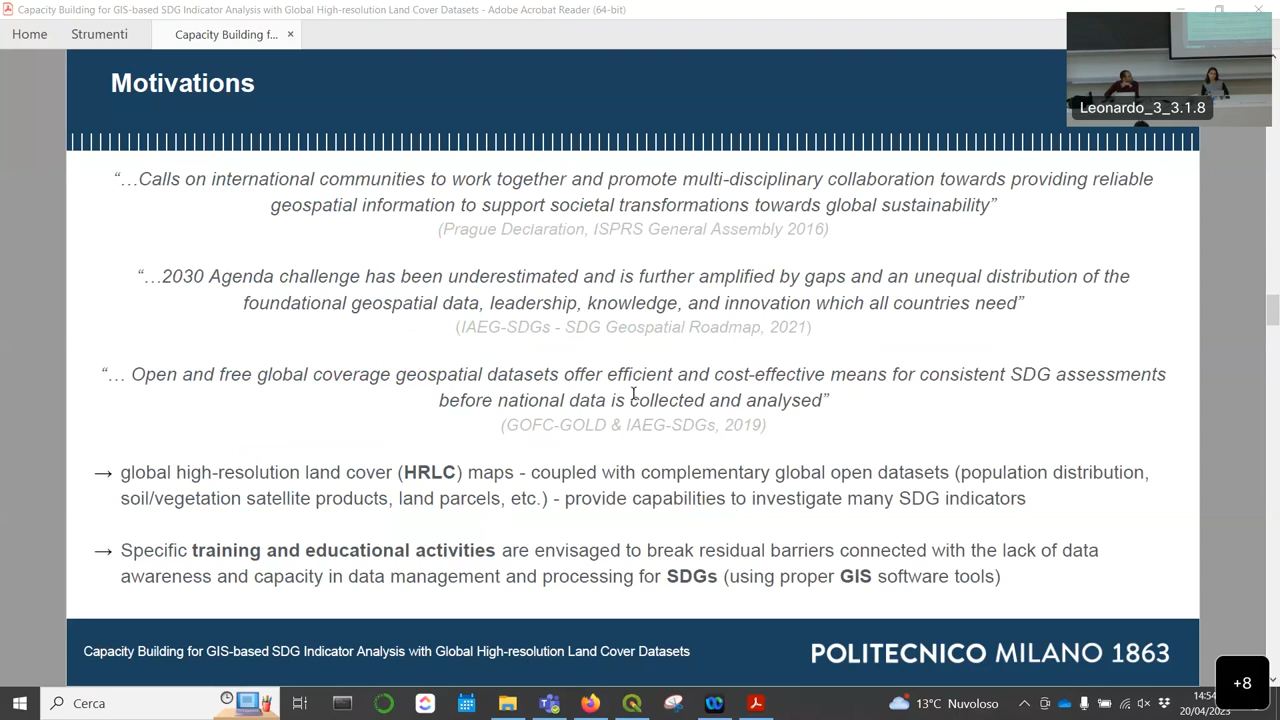 Capacity Building for GIS-based SDG Indicator Analysis with Global High-resolution Land Cover Datasets - Adobe Acrobat Reader (64-bit)
Home Strumenti Capacity Building f... ×
Motivations
Leonardo_3_3.1.8
“…Calls on international communities to work together and promote multi-disciplinary collaboration towards providing reliable
geospatial information to support societal transformations towards global sustainability”
(Prague Declaration, ISPRS General Assembly 2016)
“…2030 Agenda challenge has been underestimated and is further amplified by gaps and an unequal distribution of the
foundational geospatial data, leadership, knowledge, and innovation which all countries need”
(IAEG-SDGs - SDG Geospatial Roadmap, 2021)
“… Open and free global coverage geospatial datasets offer efficient and cost-effective means for consistent SDG assessments
before national data is collected and analysed”
(GOFC-GOLD & IAEG-SDGs, 2019)
→ global high-resolution land cover (HRLC) maps - coupled with complementary global open datasets (population distribution,
soil/vegetation satellite products, land parcels, etc.) - provide capabilities to investigate many SDG indicators
→ Specific training and educational activities are envisaged to break residual barriers connected with the lack of data
awareness and capacity in data management and processing for SDGs (using proper GIS software tools)
Capacity Building for GIS-based SDG Indicator Analysis with Global High-resolution Land Cover Datasets
POLITECNICO MILANO 1863
+8
Cerca
13°C Nuvoloso
14:54
20/04/2023